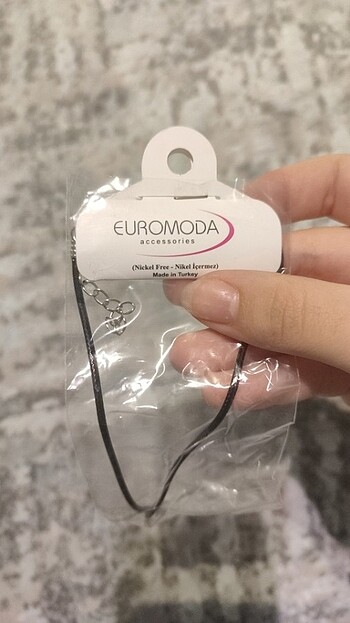 EUROMODA
accessories
(Nickel Free - Nikel İçermez)
Made in Turkey